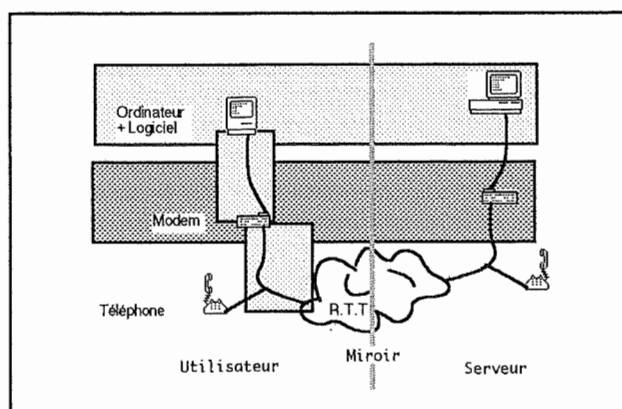 Ordinateur
+ Logiciel
Modem
Téléphone
R.T.T
Utilisateur
Miroir
Serveur